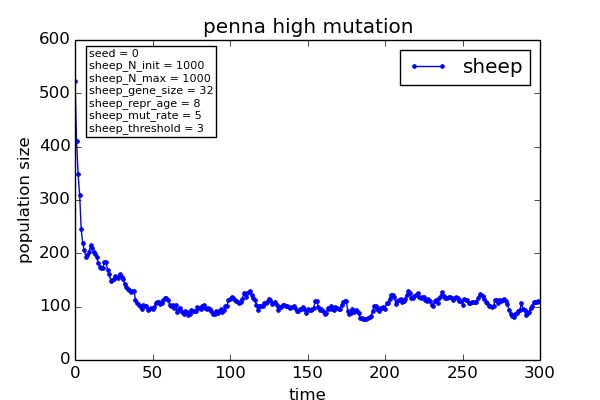 penna high mutation
600
500
400
300
200
100
0
population size
seed = 0
sheep_N_init = 1000
sheep_N_max = 1000
sheep_gene_size = 32
sheep_repr_age = 8
sheep_mut_rate = 5
sheep_threshold = 3
sheep
0 50 100 150 200 250 300
time